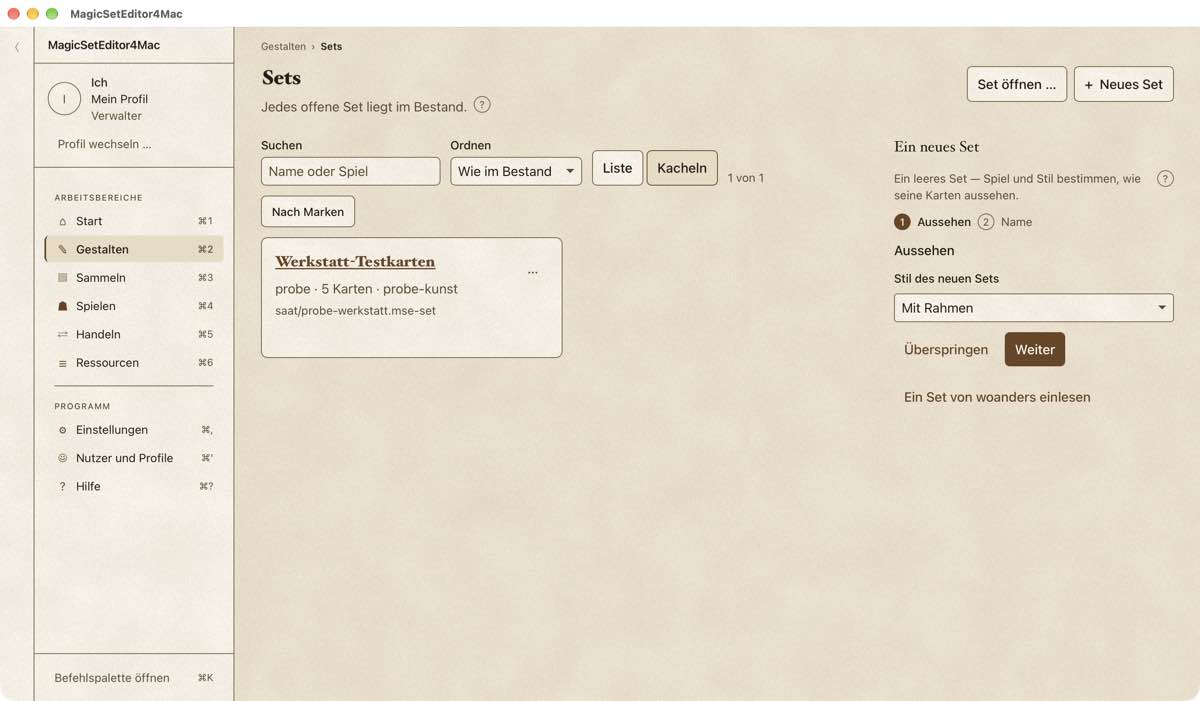 MagicSetEditor4Mac
MagicSetEditor4Mac
I
Ich
Mein Profil
Verwalter
Profil wechseln ...
ARBEITSBEREICHE
Start ⌘1
Gestalten ⌘2
Sammeln ⌘3
Spielen ⌘4
Handeln ⌘5
Ressourcen ⌘6
PROGRAMM
Einstellungen ⌘,
Nutzer und Profile ⌘'
? Hilfe ⌘?
Befehlspalette öffnen ⌘K
Gestalten › Sets
Sets
Jedes offene Set liegt im Bestand. ?
Set öffnen ...
+ Neues Set
Suchen
Name oder Spiel
Ordnen
Wie im Bestand
Liste
Kacheln
1 von 1
Nach Marken
Werkstatt-Testkarten
...
probe · 5 Karten · probe-kunst
saat/probe-werkstatt.mse-set
Ein neues Set
Ein leeres Set — Spiel und Stil bestimmen, wie
seine Karten aussehen.
?
1 Aussehen 2 Name
Aussehen
Stil des neuen Sets
Mit Rahmen
Überspringen
Weiter
Ein Set von woanders einlesen